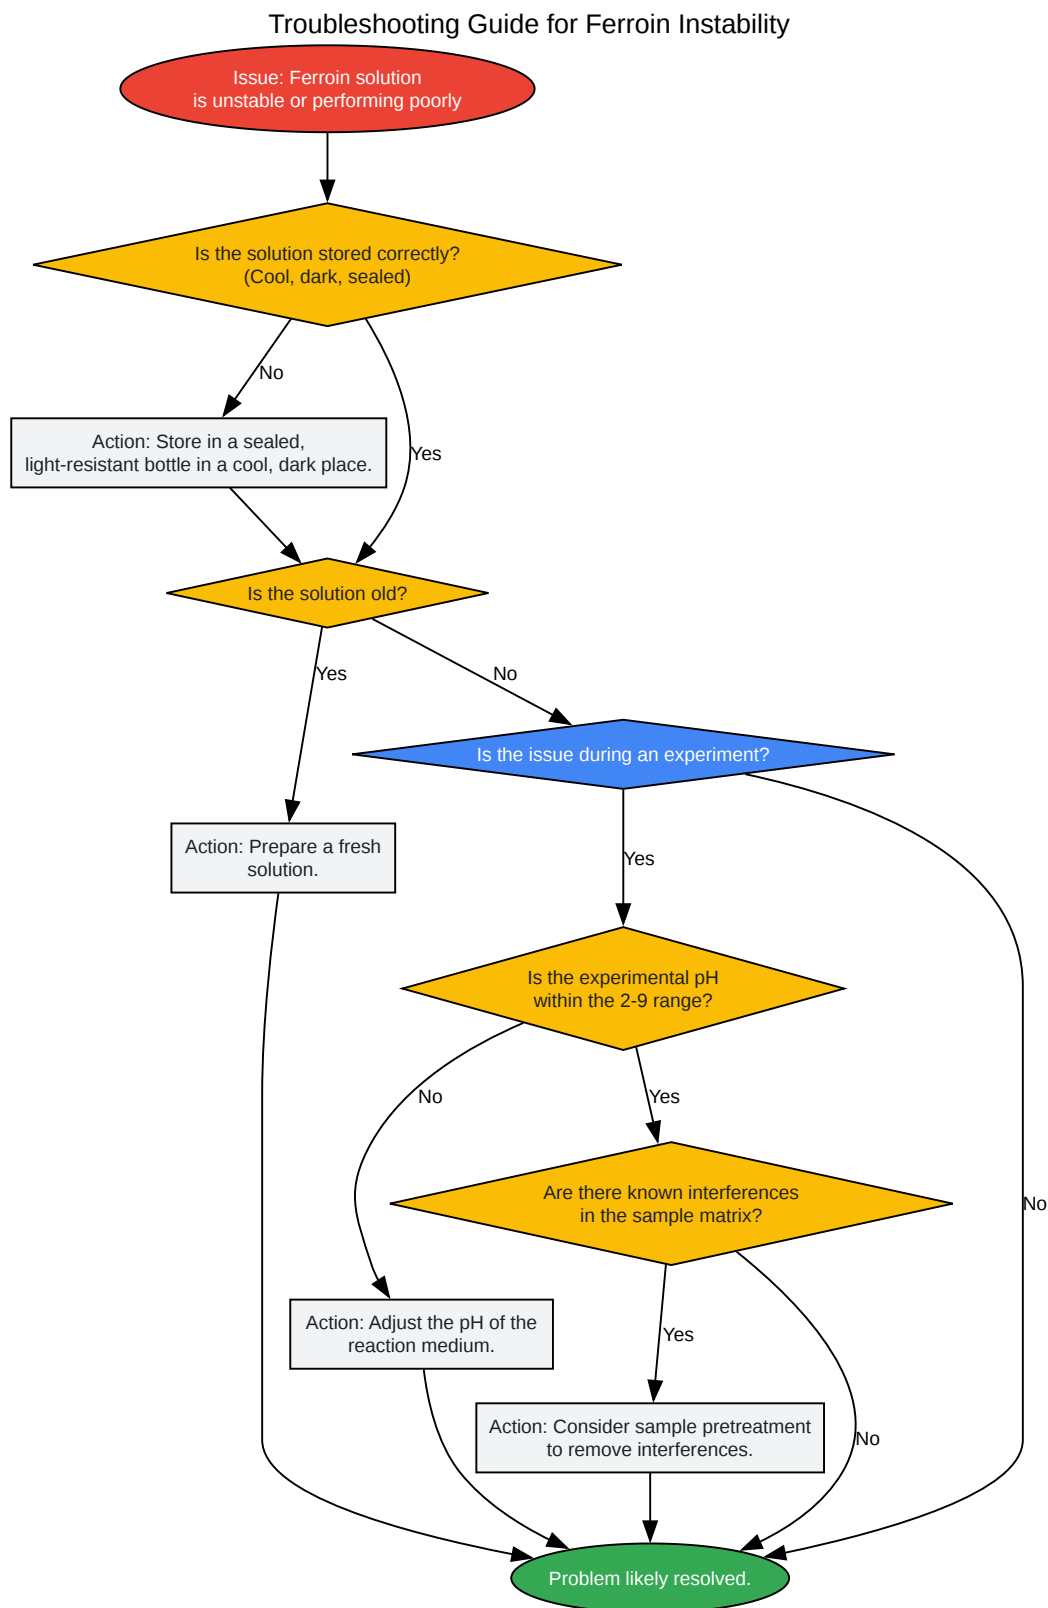 Troubleshooting Guide for Ferroin Instability
Issue: Ferroin solution
is unstable or performing poorly
Is the solution stored correctly?
(Cool, dark, sealed)
No
Action: Store in a sealed,
light-resistant bottle in a cool, dark place.
Yes
Is the solution old?
Yes
No
Is the issue during an experiment?
Action: Prepare a fresh
solution.
Yes
Is the experimental pH
within the 2-9 range?
No
Yes
Are there known interferences
in the sample matrix?
No
Action: Adjust the pH of the
reaction medium.
Yes
Action: Consider sample pretreatment
to remove interferences.
No
Problem likely resolved.